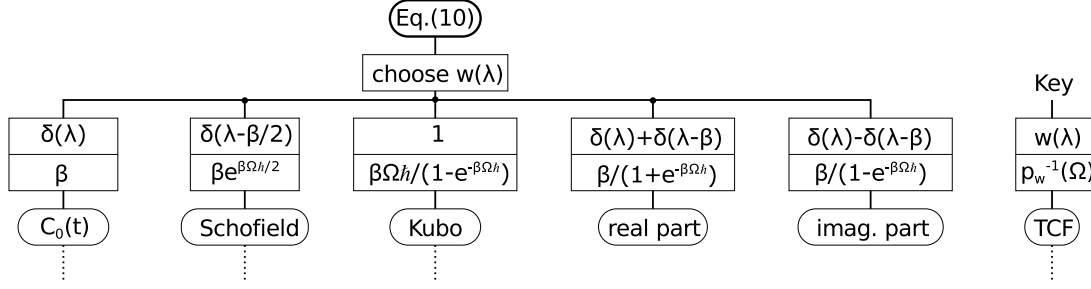 Eq.(10)
choose w(λ)
Key
δ(λ) δ(λ-β/2) 1 δ(λ)+δ(λ-β) δ(λ)-δ(λ-β) w(λ)
β βe^{βΩℏ/2} βΩℏ/(1-e^{-βΩℏ}) β/(1+e^{-βΩℏ}) β/(1-e^{-βΩℏ}) p_w^{-1}(Ω)
C₀(t) Schofield Kubo real part imag. part TCF